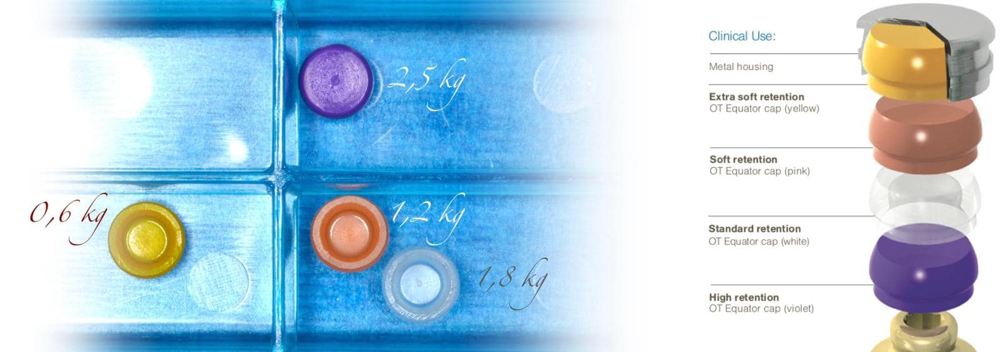 2,5 kg
0,6 kg
1,2 kg
1,8 kg
Clinical Use:
Metal housing
Extra soft retention
OT Equator cap (yellow)
Soft retention
OT Equator cap (pink)
Standard retention
OT Equator cap (white)
High retention
OT Equator cap (violet)